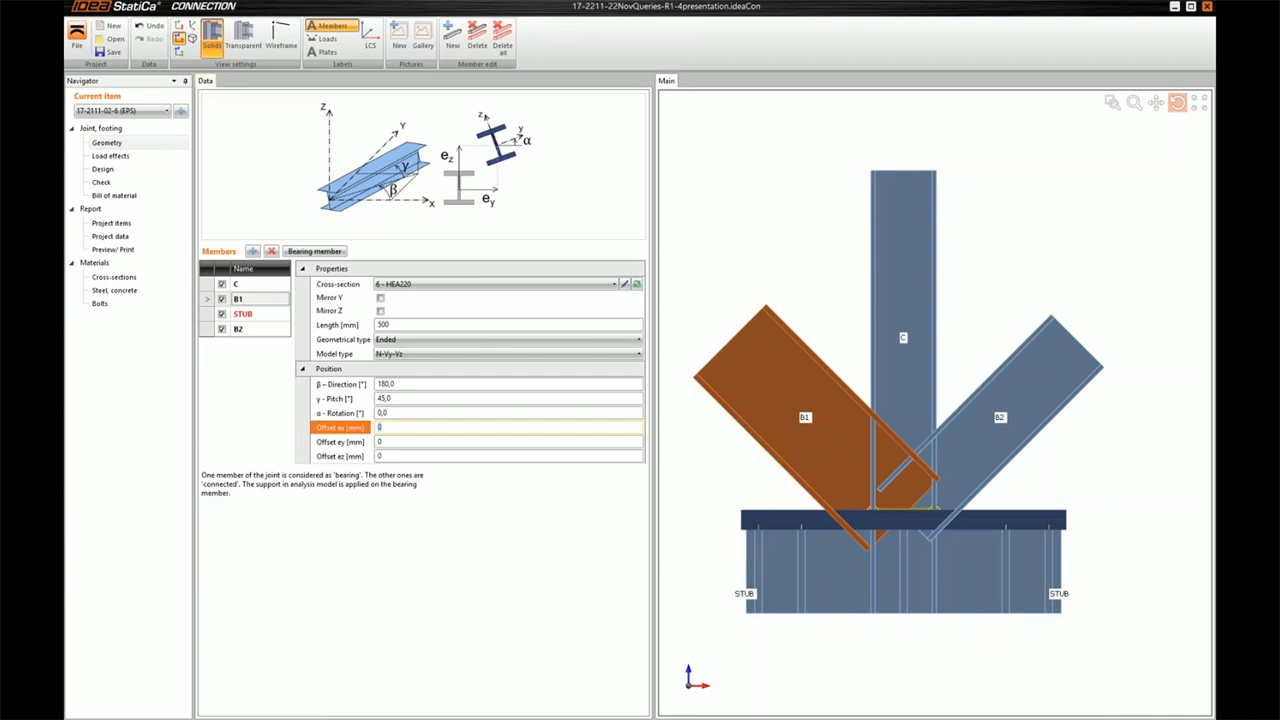 IDEA StatiCa® CONNECTION
17-2211-22NovQueries-R1-4presentation.ideaCon
File
New
Open
Save
Undo
Redo
Solids
Transparent
Wireframe
Members
Loads
Plates
LCS
New
Gallery
New
Delete
Delete all
Project
Data
View settings
Labels
Pictures
Member edit
Navigator
Current item
17-2111-02-6 (EPS)
Joint, footing
Geometry
Load effects
Design
Check
Bill of material
Report
Project items
Project data
Preview/ Print
Materials
Cross-sections
Steel, concrete
Bolts
Data
Z
Y
X
γ
β
z
y
α
ez
ey
Members
Bearing member
Name
C
B1
STUB
B2
Properties
Cross-section 6 - HEA220
Mirror Y
Mirror Z
Length [mm] 500
Geometrical type Ended
Model type N-Vy-Vz
Position
β – Direction [°] 180,0
γ - Pitch [°] 45,0
α - Rotation [°] 0,0
Offset ex [mm] 0
Offset ey [mm] 0
Offset ez [mm] 0
One member of the joint is considered as 'bearing'. The other ones are
'connected'. The support in analysis model is applied on the bearing
member.
Main
C
B1
B2
STUB
STUB